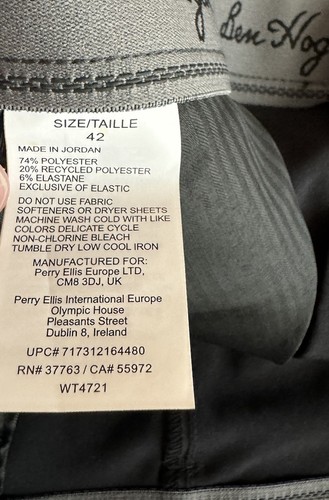 Ben Hog
SIZE/TAILLE
42
MADE IN JORDAN
74% POLYESTER
20% RECYCLED POLYESTER
6% ELASTANE
EXCLUSIVE OF ELASTIC
DO NOT USE FABRIC
SOFTENERS OR DRYER SHEETS
MACHINE WASH COLD WITH LIKE
COLORS DELICATE CYCLE
NON-CHLORINE BLEACH
TUMBLE DRY LOW COOL IRON
MANUFACTURED FOR:
Perry Ellis Europe LTD,
CM8 3DJ, UK
Perry Ellis International Europe
Olympic House
Pleasants Street
Dublin 8, Ireland
UPC# 717312164480
RN# 37763 / CA# 55972
WT4721